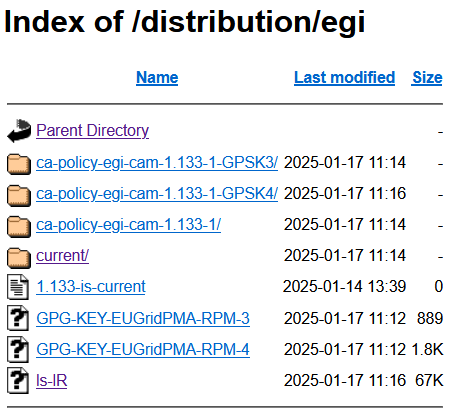 Index of /distribution/egi
Name Last modified Size
Parent Directory -
ca-policy-egi-cam-1.133-1-GPSK3/ 2025-01-17 11:14 -
ca-policy-egi-cam-1.133-1-GPSK4/ 2025-01-17 11:16 -
ca-policy-egi-cam-1.133-1/ 2025-01-17 11:14 -
current/ 2025-01-17 11:14 -
1.133-is-current 2025-01-14 13:39 0
GPG-KEY-EUGridPMA-RPM-3 2025-01-17 11:12 889
GPG-KEY-EUGridPMA-RPM-4 2025-01-17 11:12 1.8K
ls-lR 2025-01-17 11:16 67K